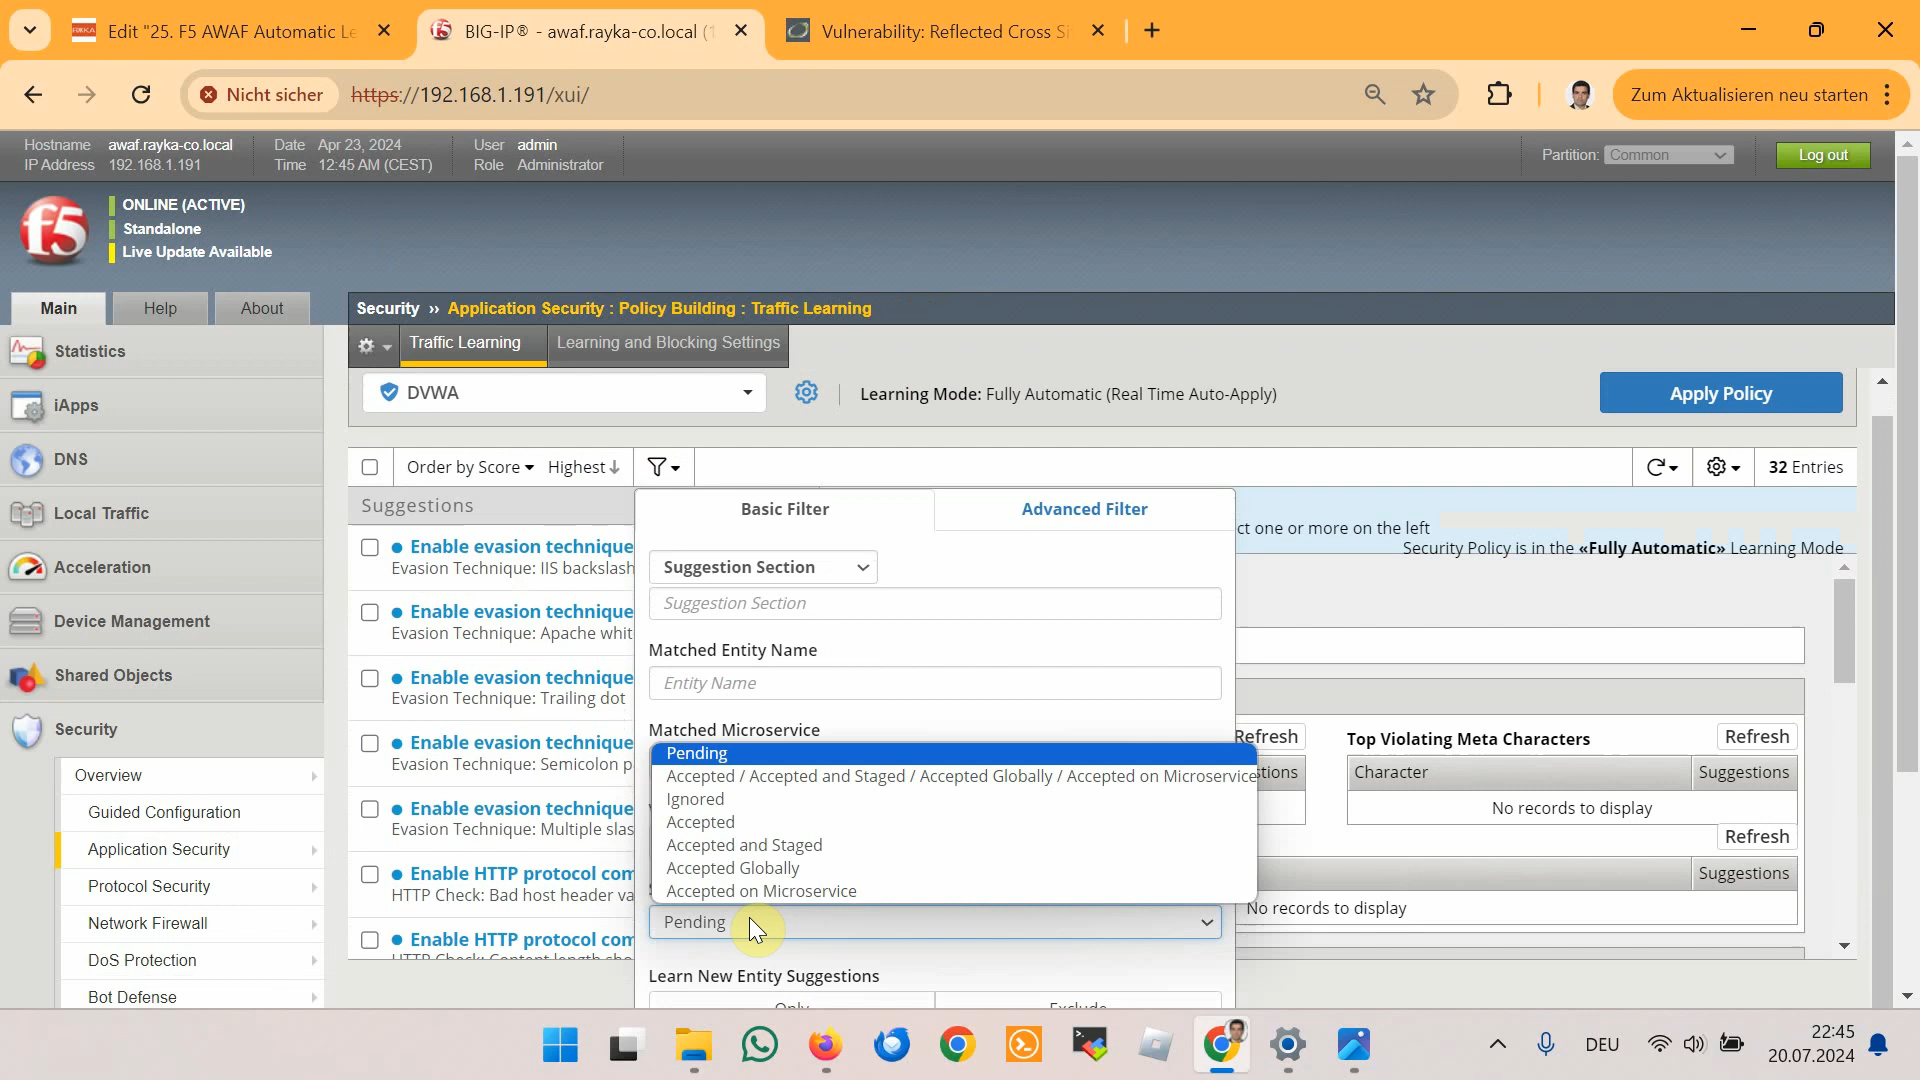 Edit "25. F5 AWAF Automatic Le
BIG-IP® - awaf.rayka-co.local (
Vulnerability: Reflected Cross Si
Nicht sicher
https://192.168.1.191/xui/
Zum Aktualisieren neu starten
Hostname awaf.rayka-co.local
IP Address 192.168.1.191
Date Apr 23, 2024
Time 12:45 AM (CEST)
User admin
Role Administrator
Partition: Common
Log out
f5
ONLINE (ACTIVE)
Standalone
Live Update Available
Main
Help
About
Security ›› Application Security : Policy Building : Traffic Learning
Traffic Learning
Learning and Blocking Settings
Statistics
iApps
DNS
Local Traffic
Acceleration
Device Management
Shared Objects
Security
Overview
Guided Configuration
Application Security
Protocol Security
Network Firewall
DoS Protection
Bot Defense
DVWA
Learning Mode: Fully Automatic (Real Time Auto-Apply)
Apply Policy
Order by Score
Highest
32 Entries
Suggestions
Enable evasion technique
Evasion Technique: IIS backslash
Enable evasion technique
Evasion Technique: Apache whit
Enable evasion technique
Evasion Technique: Trailing dot
Enable evasion technique
Evasion Technique: Semicolon p
Enable evasion technique
Evasion Technique: Multiple slas
Enable HTTP protocol com
HTTP Check: Bad host header va
Enable HTTP protocol com
Basic Filter
Advanced Filter
Suggestion Section
Suggestion Section
Matched Entity Name
Entity Name
Matched Microservice
Pending
Accepted / Accepted and Staged / Accepted Globally / Accepted on Microservice
Ignored
Accepted
Accepted and Staged
Accepted Globally
Accepted on Microservice
Pending
Learn New Entity Suggestions
Only
Exclude
ct one or more on the left
Security Policy is in the «Fully Automatic» Learning Mode
Refresh
tions
Top Violating Meta Characters
Refresh
Character
Suggestions
No records to display
Refresh
Suggestions
No records to display
DEU
22:45
20.07.2024